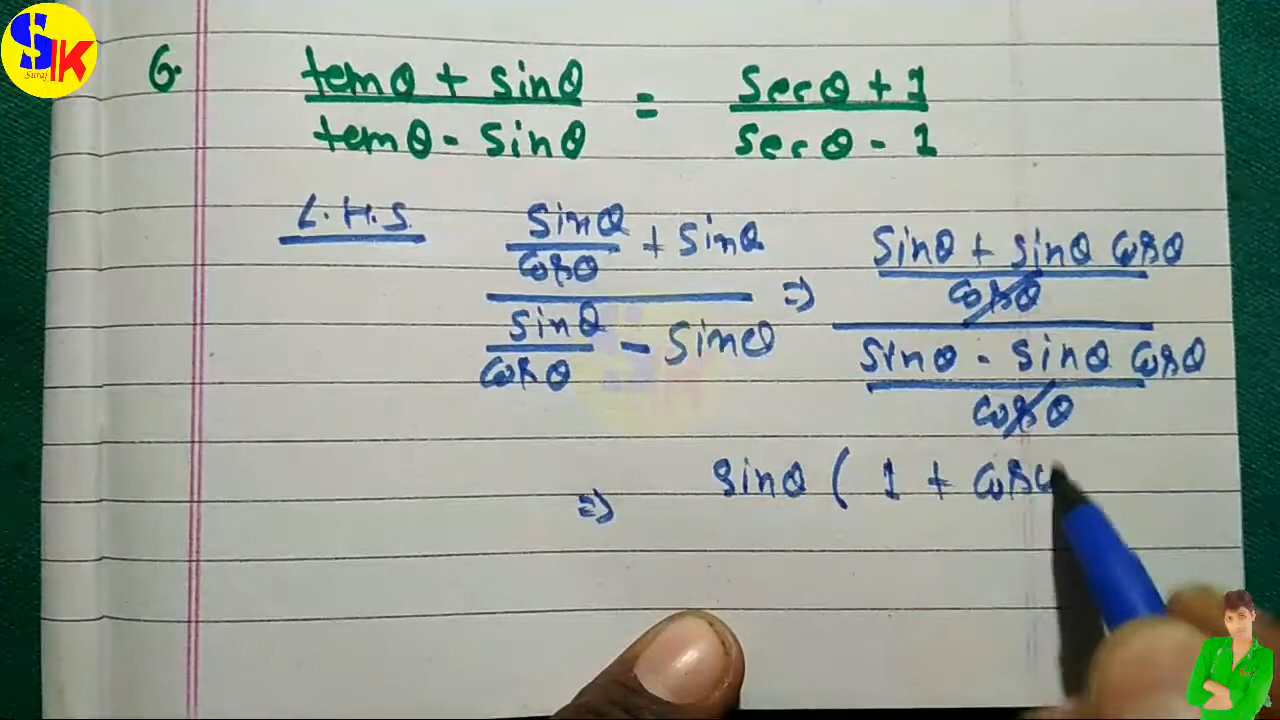 SK
Suraj
6. tanθ + sinθ = secθ + 1
tanθ - sinθ secθ - 1
L.H.S. sinθ + sinθ ⇒ sinθ + sinθ cosθ
cosθ cosθ
sinθ - sinθ sinθ - sinθ cosθ
cosθ cosθ
⇒ sinθ ( 1 + cos